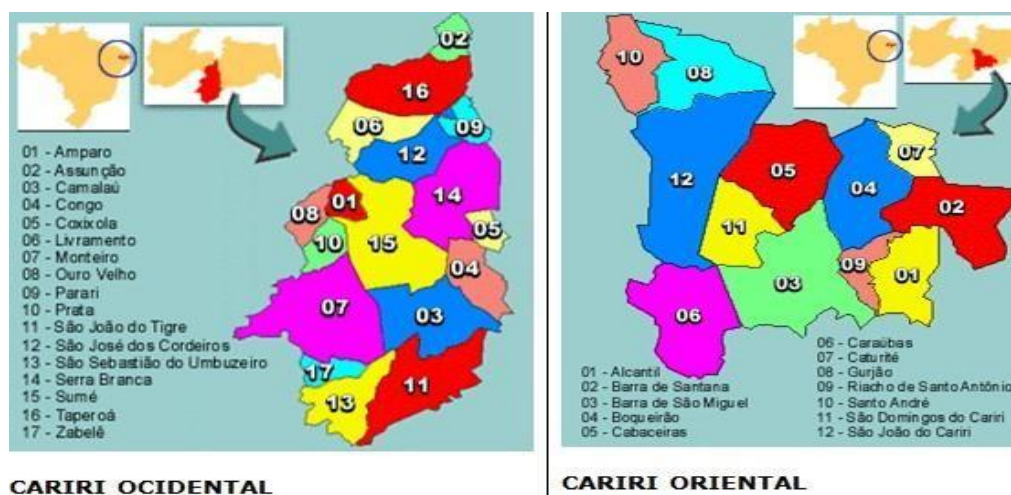 02
16
06
09
12
01
14
08
05
10
15
04
07
03
17
11
13
01 - Amparo
02 - Assunção
03 - Camalaú
04 - Congo
05 - Coxixola
06 - Livramento
07 - Monteiro
08 - Ouro Velho
09 - Parari
10 - Prata
11 - São João do Tigre
12 - São José dos Cordeiros
13 - São Sebastião do Umbuzeiro
14 - Serra Branca
15 - Sumé
16 - Taperoá
17 - Zabelê
CARIRI OCIDENTAL
10
08
07
05
12
04
02
11
09
01
03
06
01 - Alcantil
02 - Barra de Santana
03 - Barra de São Miguel
04 - Boqueirão
05 - Cabaceiras
06 - Caraúbas
07 - Caturité
08 - Gurjão
09 - Riacho de Santo Antônio
10 - Santo André
11 - São Domingos do Cariri
12 - São João do Cariri
CARIRI ORIENTAL